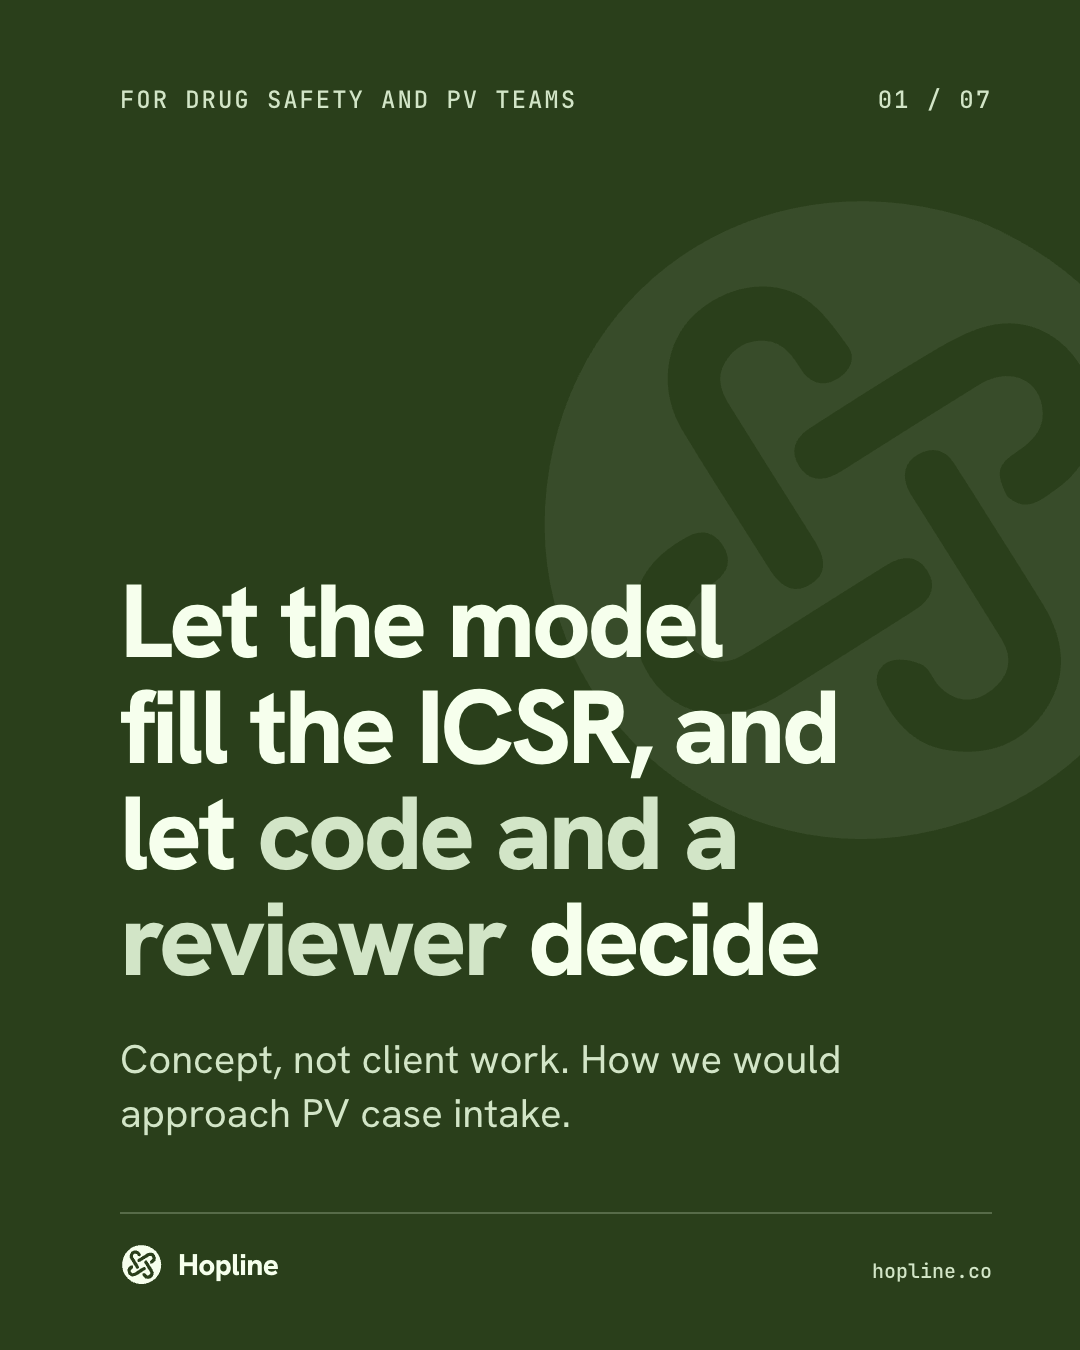 FOR DRUG SAFETY AND PV TEAMS
01 / 07
Let the model
fill the ICSR, and
let code and a
reviewer decide
Concept, not client work. How we would
approach PV case intake.
Hopline
hopline.co